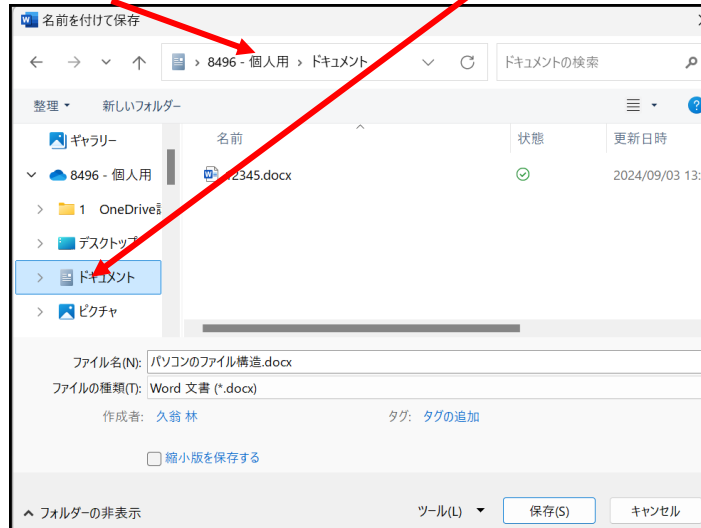 名前を付けて保存
8496 - 個人用 › ドキュメント
ドキュメントの検索
整理
新しいフォルダー
名前
状態
更新日時
ギャラリー
8496 - 個人用
12345.docx
2024/09/03 13:
1 OneDrive
デスクトップ
ドキュメント
ピクチャ
ファイル名(N): パソコンのファイル構造.docx
ファイルの種類(T): Word 文書 (*.docx)
作成者: 久翁 林
タグ: タグの追加
縮小版を保存する
フォルダーの非表示
ツール(L)
保存(S)
キャンセル